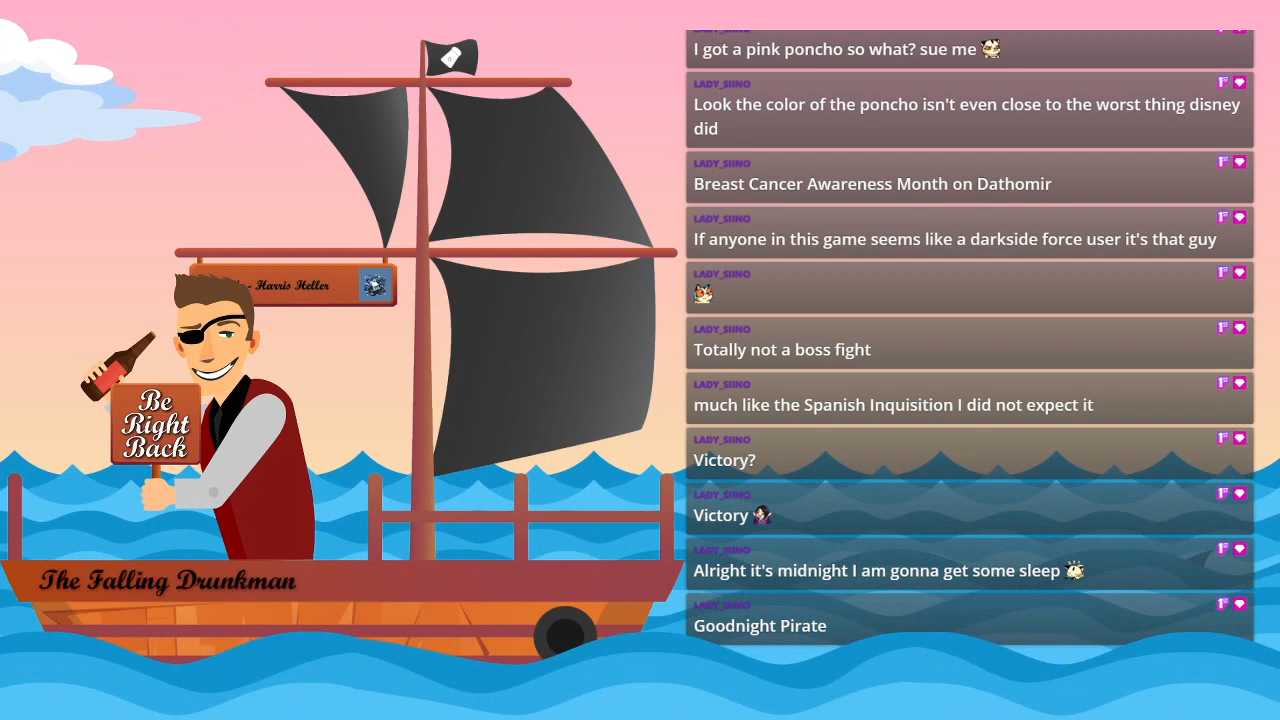 - Harris Heller
Be
Right
Back
The Falling Drunkman
I got a pink poncho so what? sue me
LADY_SIINO
Look the color of the poncho isn't even close to the worst thing disney
did
LADY_SIINO
Breast Cancer Awareness Month on Dathomir
LADY_SIINO
If anyone in this game seems like a darkside force user it's that guy
LADY_SIINO
LADY_SIINO
Totally not a boss fight
LADY_SIINO
much like the Spanish Inquisition I did not expect it
LADY_SIINO
Victory?
LADY_SIINO
Victory
LADY_SIINO
Alright it's midnight I am gonna get some sleep
LADY_SIINO
Goodnight Pirate